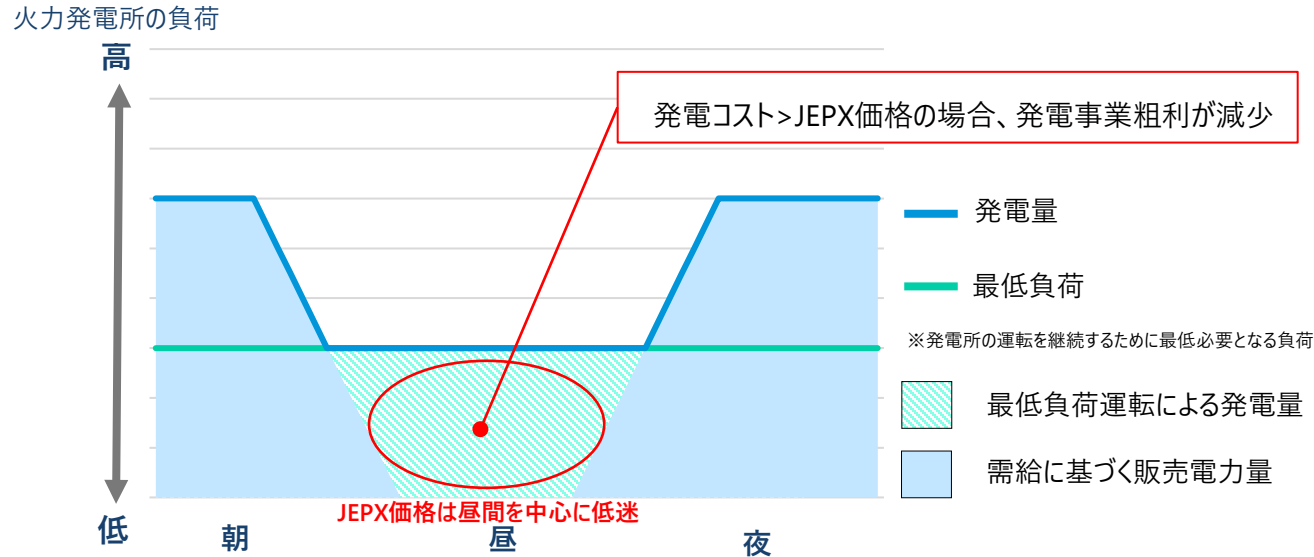 火力発電所の負荷
高
発電コスト>JEPX価格の場合、発電事業粗利が減少
発電量
最低負荷
※発電所の運転を継続するために最低必要となる負荷
最低負荷運転による発電量
需給に基づく販売電力量
JEPX価格は昼間を中心に低迷
低
朝
昼
夜